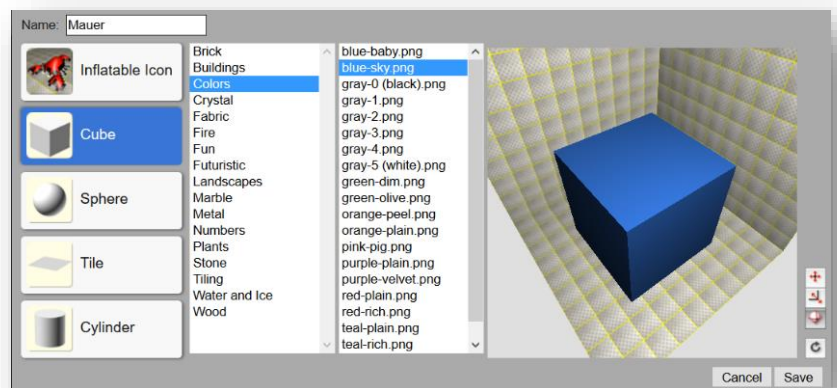 Name: Mauer
Inflatable Icon
Cube
Sphere
Tile
Cylinder
Brick
Buildings
Colors
Crystal
Fabric
Fire
Fun
Futuristic
Landscapes
Marble
Metal
Numbers
Plants
Stone
Tiling
Water and Ice
Wood
blue-baby.png
blue-sky.png
gray-0 (black).png
gray-1.png
gray-2.png
gray-3.png
gray-4.png
gray-5 (white).png
green-dim.png
green-olive.png
orange-peel.png
orange-plain.png
pink-pig.png
purple-plain.png
purple-velvet.png
red-plain.png
red-rich.png
teal-plain.png
teal-rich.png
Cancel Save